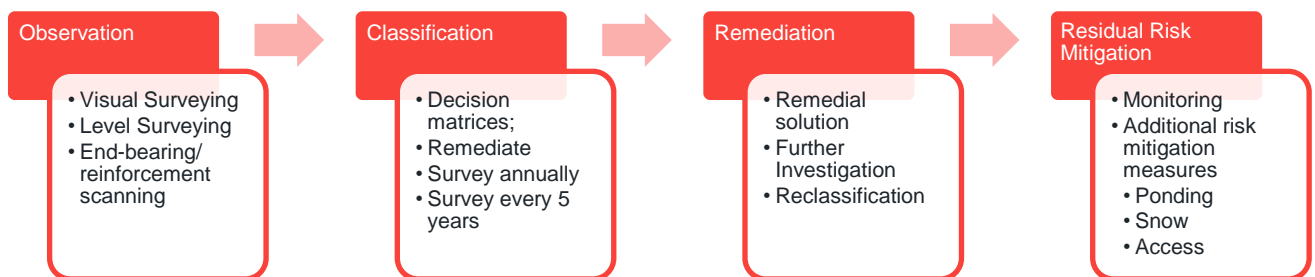 Observation
• Visual Surveying
• Level Surveying
• End-bearing/
reinforcement
scanning
Classification
• Decision
matrices;
• Remediate
• Survey annually
• Survey every 5
years
Remediation
• Remedial
solution
• Further
Investigation
• Reclassification
Residual Risk
Mitigation
• Monitoring
• Additional risk
mitigation
measures
• Ponding
• Snow
• Access